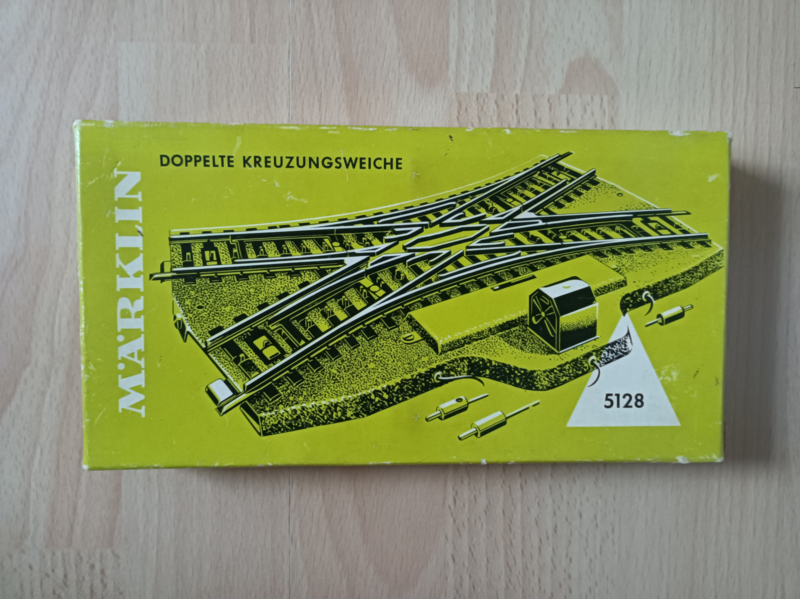 DOPPELTE KREUZUNGSWEICHE
MÄRKLIN
5128